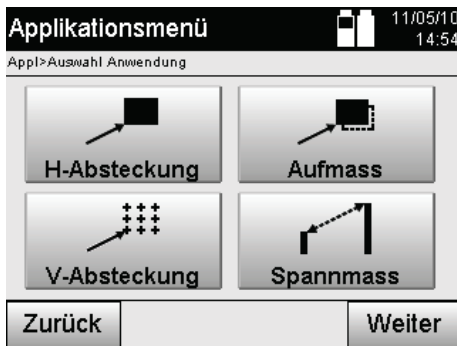 Applikationsmenü
11/05/10
14:54
Appl>Auswahl Anwendung
H-Absteckung
Aufmass
V-Absteckung
Spannmass
Zurück
Weiter